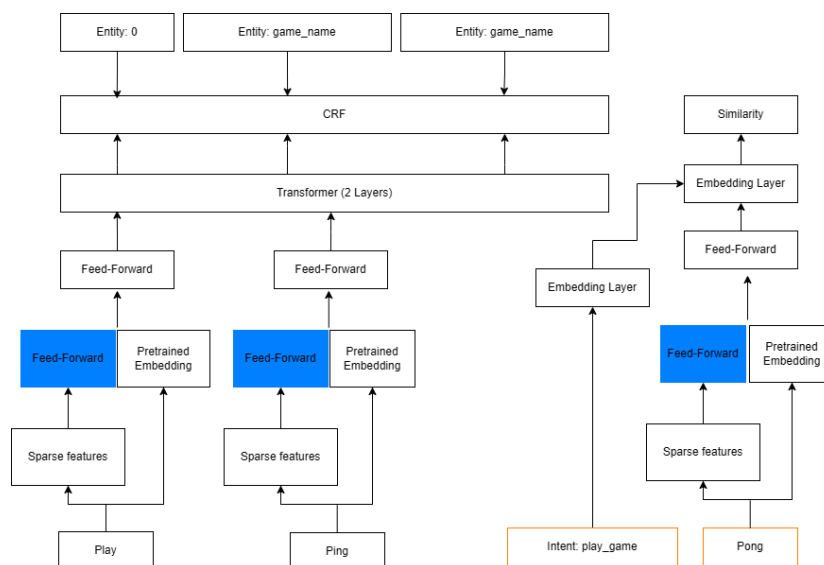 Entity: 0
Entity: game_name
Entity: game_name
CRF
Similarity
Transformer (2 Layers)
Embedding Layer
Feed-Forward
Feed-Forward
Feed-Forward
Embedding Layer
Feed-Forward
Pretrained
Embedding
Feed-Forward
Pretrained
Embedding
Feed-Forward
Pretrained
Embedding
Sparse features
Sparse features
Sparse features
Play
Ping
Intent: play_game
Pong